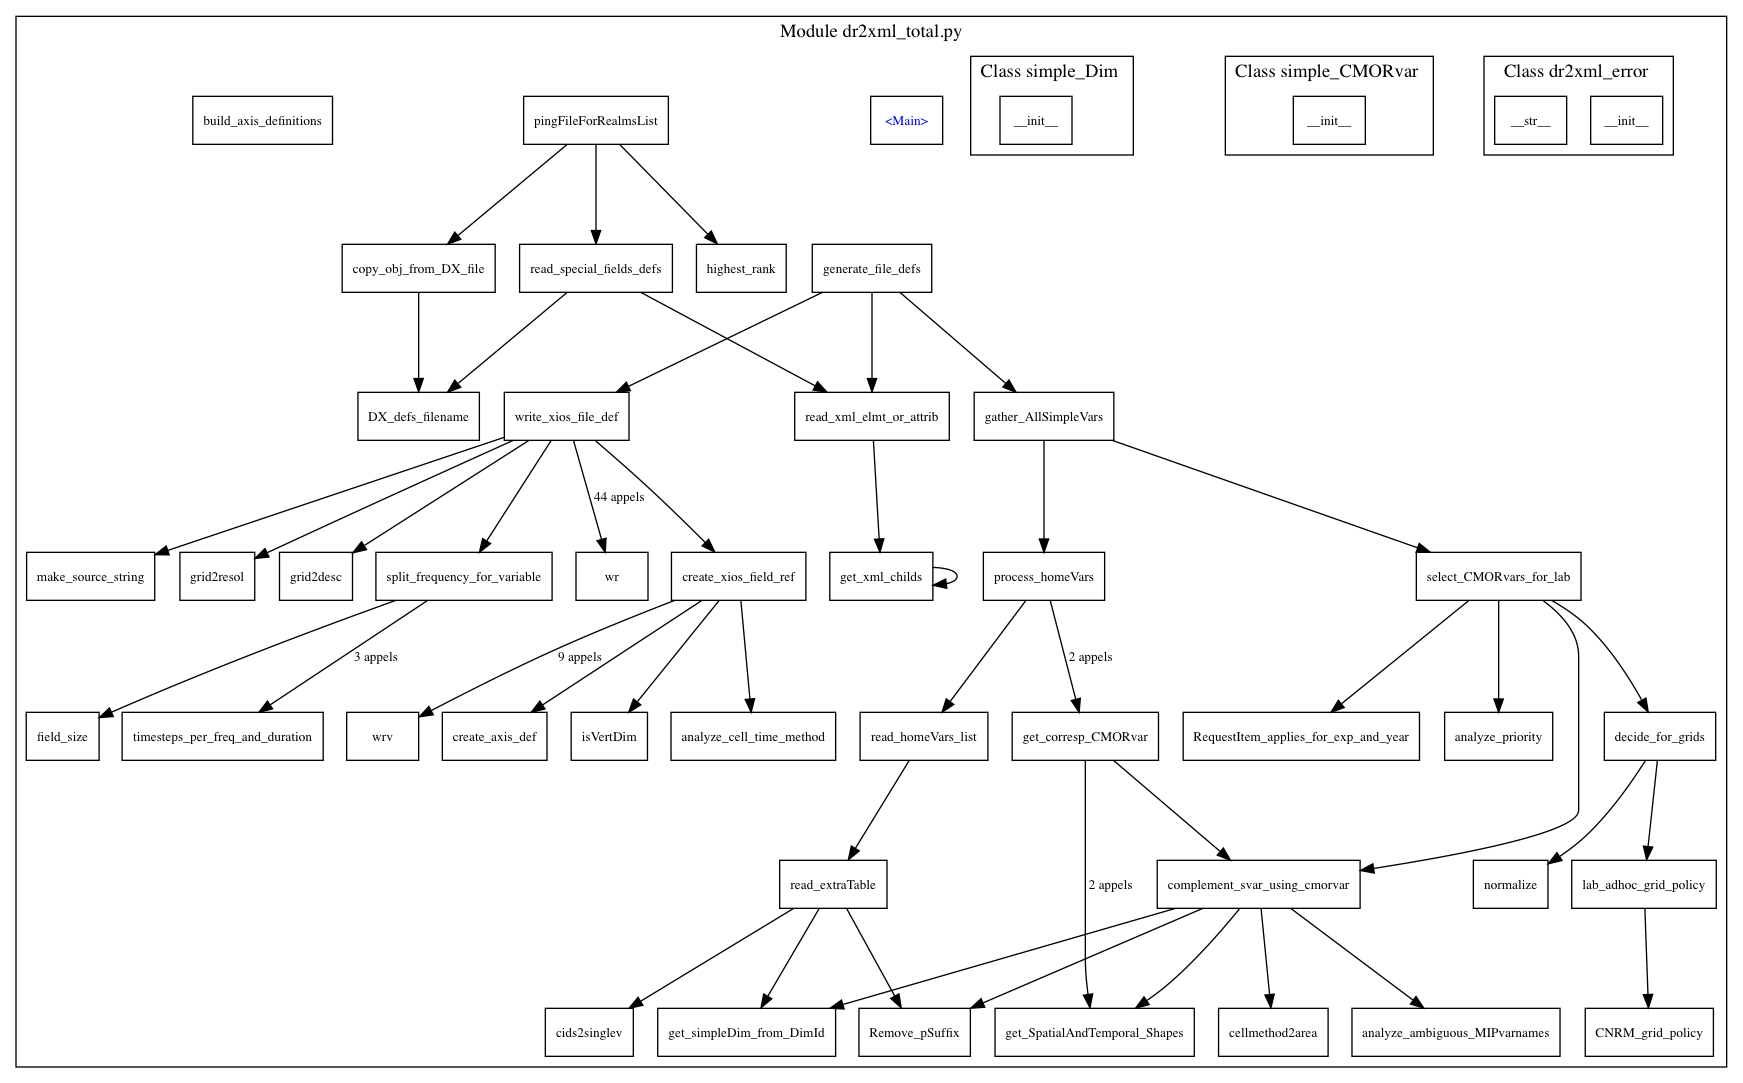 Module dr2xml_total.py
Class simple_Dim
Class simple_CMORvar
Class dr2xml_error
build_axis_definitions
pingFileForRealmsList
<Main>
__init__
__init__
__str__
__init__
copy_obj_from_DX_file
read_special_fields_defs
highest_rank
generate_file_defs
DX_defs_filename
write_xios_file_def
read_xml_elmt_or_attrib
gather_AllSimpleVars
44 appels
make_source_string
grid2resol
grid2desc
split_frequency_for_variable
wr
create_xios_field_ref
get_xml_childs
process_homeVars
select_CMORvars_for_lab
3 appels
9 appels
2 appels
field_size
timesteps_per_freq_and_duration
wrv
create_axis_def
isVertDim
analyze_cell_time_method
read_homeVars_list
get_corresp_CMORvar
RequestItem_applies_for_exp_and_year
analyze_priority
decide_for_grids
read_extraTable
2 appels
complement_svar_using_cmorvar
normalize
lab_adhoc_grid_policy
cids2singlev
get_simpleDim_from_DimId
Remove_pSuffix
get_SpatialAndTemporal_Shapes
cellmethod2area
analyze_ambiguous_MIPvarnames
CNRM_grid_policy